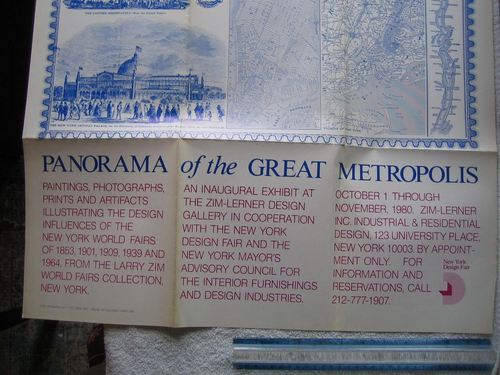 PANORAMA of the GREAT METROPOLIS
PAINTINGS, PHOTOGRAPHS,
PRINTS AND ARTIFACTS
ILLUSTRATING THE DESIGN
INFLUENCES OF THE
NEW YORK WORLD FAIRS
OF 1853, 1901, 1909, 1939 AND
1964, FROM THE LARRY ZIM
WORLD FAIRS COLLECTION,
NEW YORK.
AN INAUGURAL EXHIBIT AT
THE ZIM-LERNER DESIGN
GALLERY IN COOPERATION
WITH THE NEW YORK
DESIGN FAIR AND THE
NEW YORK MAYOR'S
ADVISORY COUNCIL FOR
THE INTERIOR FURNISHINGS
AND DESIGN INDUSTRIES.
OCTOBER 1 THROUGH
NOVEMBER, 1980. ZIM-LERNER
INC. INDUSTRIAL & RESIDENTIAL
DESIGN, 123 UNIVERSITY PLACE,
NEW YORK 10003. BY APPOINT-
MENT ONLY. FOR
INFORMATION AND
RESERVATIONS, CALL
212-777-1907.
New York
Design Fair